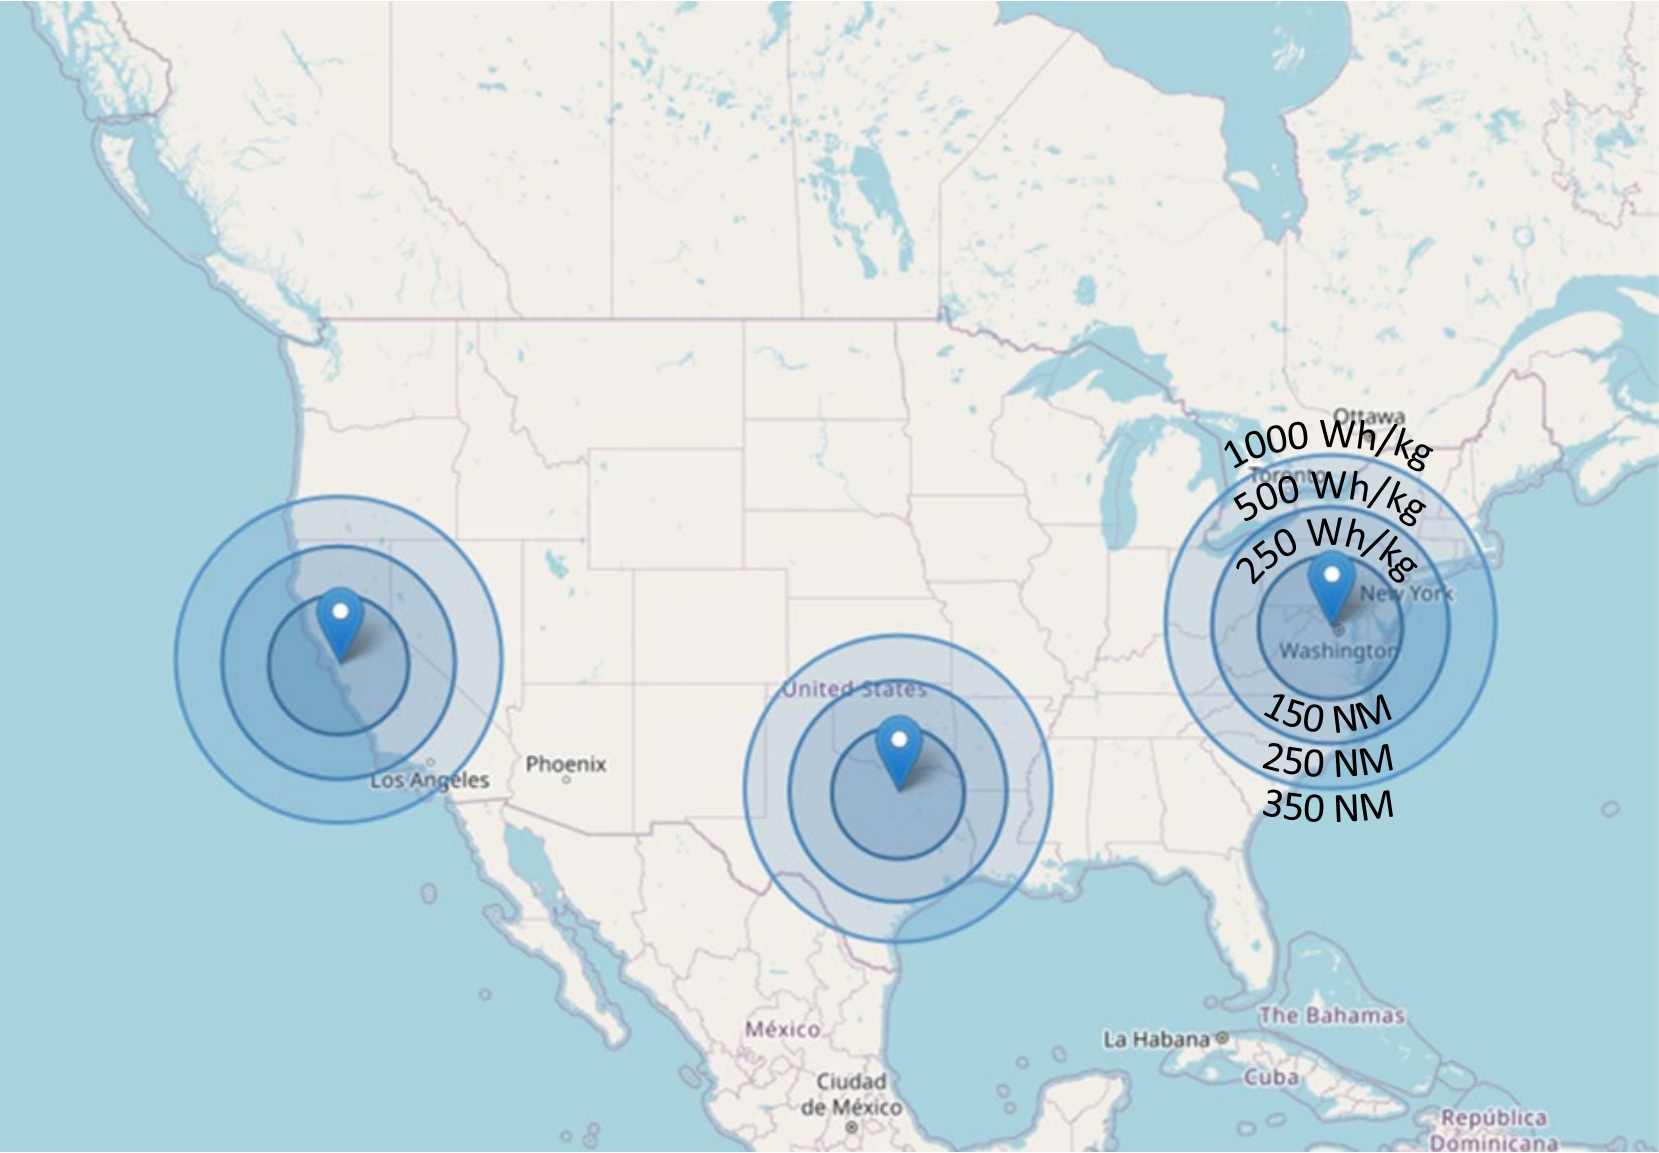 Ottawa
1000 Wh/kg
Toronto
500 Wh/kg
250 Wh/kg
New York
Washington
United States
150 NM
250 NM
350 NM
Phoenix
Los Angeles
The Bahamas
México
La Habana
Cuba
Ciudad
de México
República
Dominicana